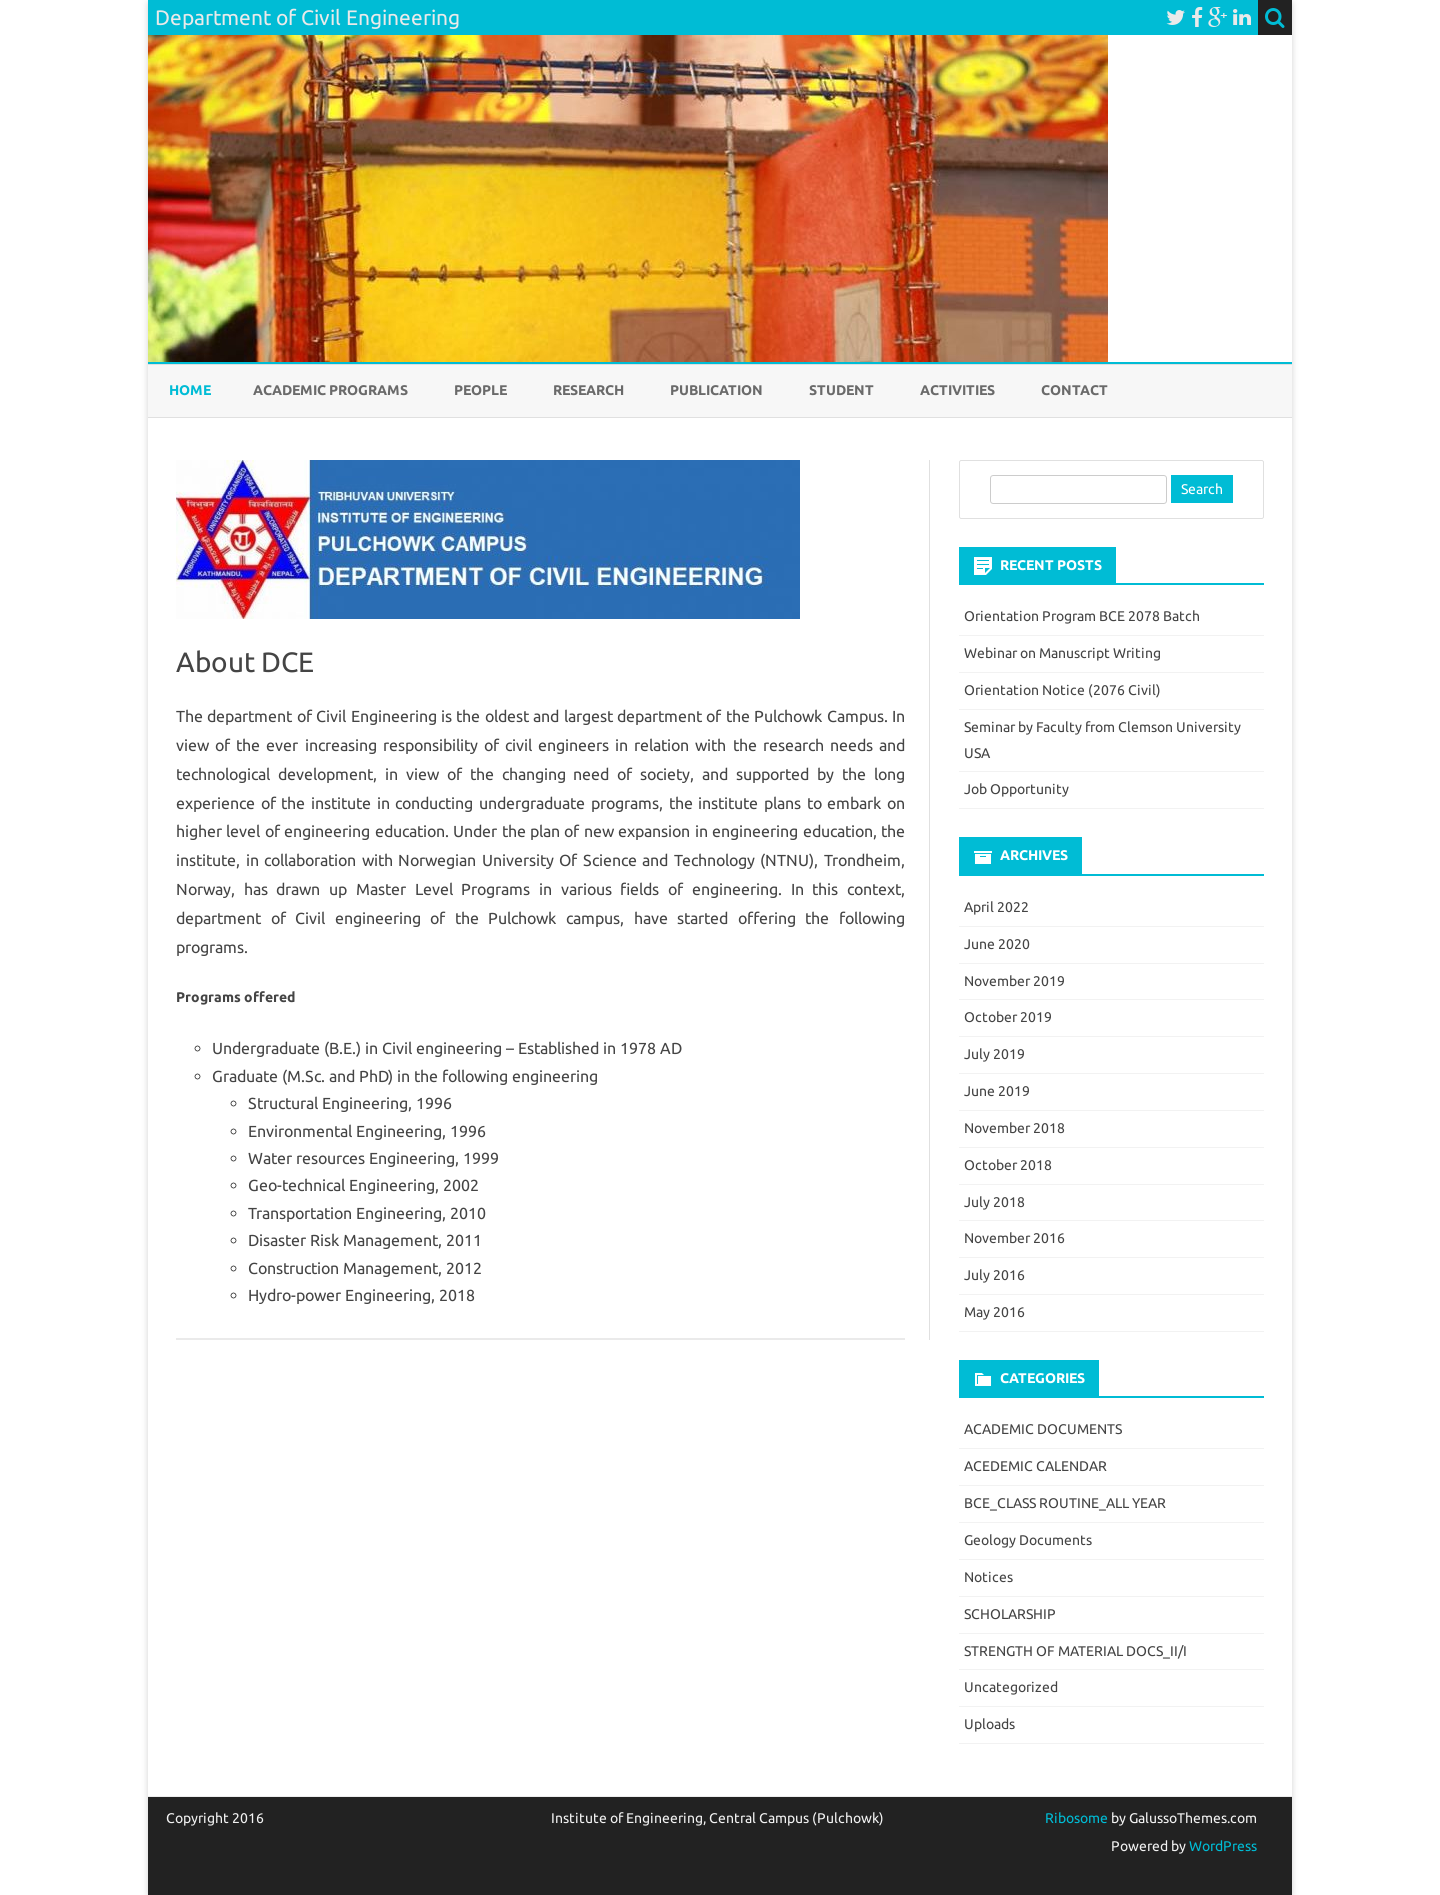 Department of Civil Engineering
HOME ACADEMIC PROGRAMS PEOPLE RESEARCH PUBLICATION STUDENT ACTIVITIES CONTACT
UNIVERSITY ORGANISED 1958 A.D.
INCORPORATED 1959 A.D.
त्रिभुवन विश्वविद्यालय
TRIBHUVAN
KATHMANDU, NEPAL
TRIBHUVAN UNIVERSITY
INSTITUTE OF ENGINEERING
PULCHOWK CAMPUS
DEPARTMENT OF CIVIL ENGINEERING
About DCE
The department of Civil Engineering is the oldest and largest department of the Pulchowk Campus. In
view of the ever increasing responsibility of civil engineers in relation with the research needs and
technological development, in view of the changing need of society, and supported by the long
experience of the institute in conducting undergraduate programs, the institute plans to embark on
higher level of engineering education. Under the plan of new expansion in engineering education, the
institute, in collaboration with Norwegian University Of Science and Technology (NTNU), Trondheim,
Norway, has drawn up Master Level Programs in various fields of engineering. In this context,
department of Civil engineering of the Pulchowk campus, have started offering the following
programs.
Programs offered
Undergraduate (B.E.) in Civil engineering – Established in 1978 AD
Graduate (M.Sc. and PhD) in the following engineering
Structural Engineering, 1996
Environmental Engineering, 1996
Water resources Engineering, 1999
Geo-technical Engineering, 2002
Transportation Engineering, 2010
Disaster Risk Management, 2011
Construction Management, 2012
Hydro-power Engineering, 2018
Search
RECENT POSTS
Orientation Program BCE 2078 Batch
Webinar on Manuscript Writing
Orientation Notice (2076 Civil)
Seminar by Faculty from Clemson University
USA
Job Opportunity
ARCHIVES
April 2022
June 2020
November 2019
October 2019
July 2019
June 2019
November 2018
October 2018
July 2018
November 2016
July 2016
May 2016
CATEGORIES
ACADEMIC DOCUMENTS
ACEDEMIC CALENDAR
BCE_CLASS ROUTINE_ALL YEAR
Geology Documents
Notices
SCHOLARSHIP
STRENGTH OF MATERIAL DOCS_II/I
Uncategorized
Uploads
Copyright 2016
Institute of Engineering, Central Campus (Pulchowk)
Ribosome by GalussoThemes.com
Powered by WordPress